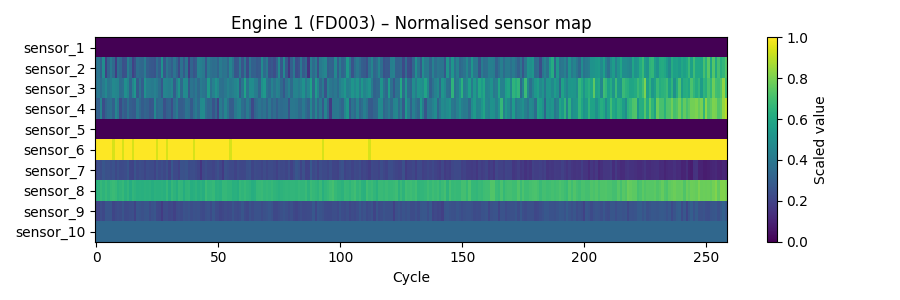 Engine 1 (FD003) – Normalised sensor map
sensor_1
sensor_2
sensor_3
sensor_4
sensor_5
sensor_6
sensor_7
sensor_8
sensor_9
sensor_10
0 50 100 150 200 250
Cycle
1.0
0.8
0.6
0.4
0.2
0.0
Scaled value